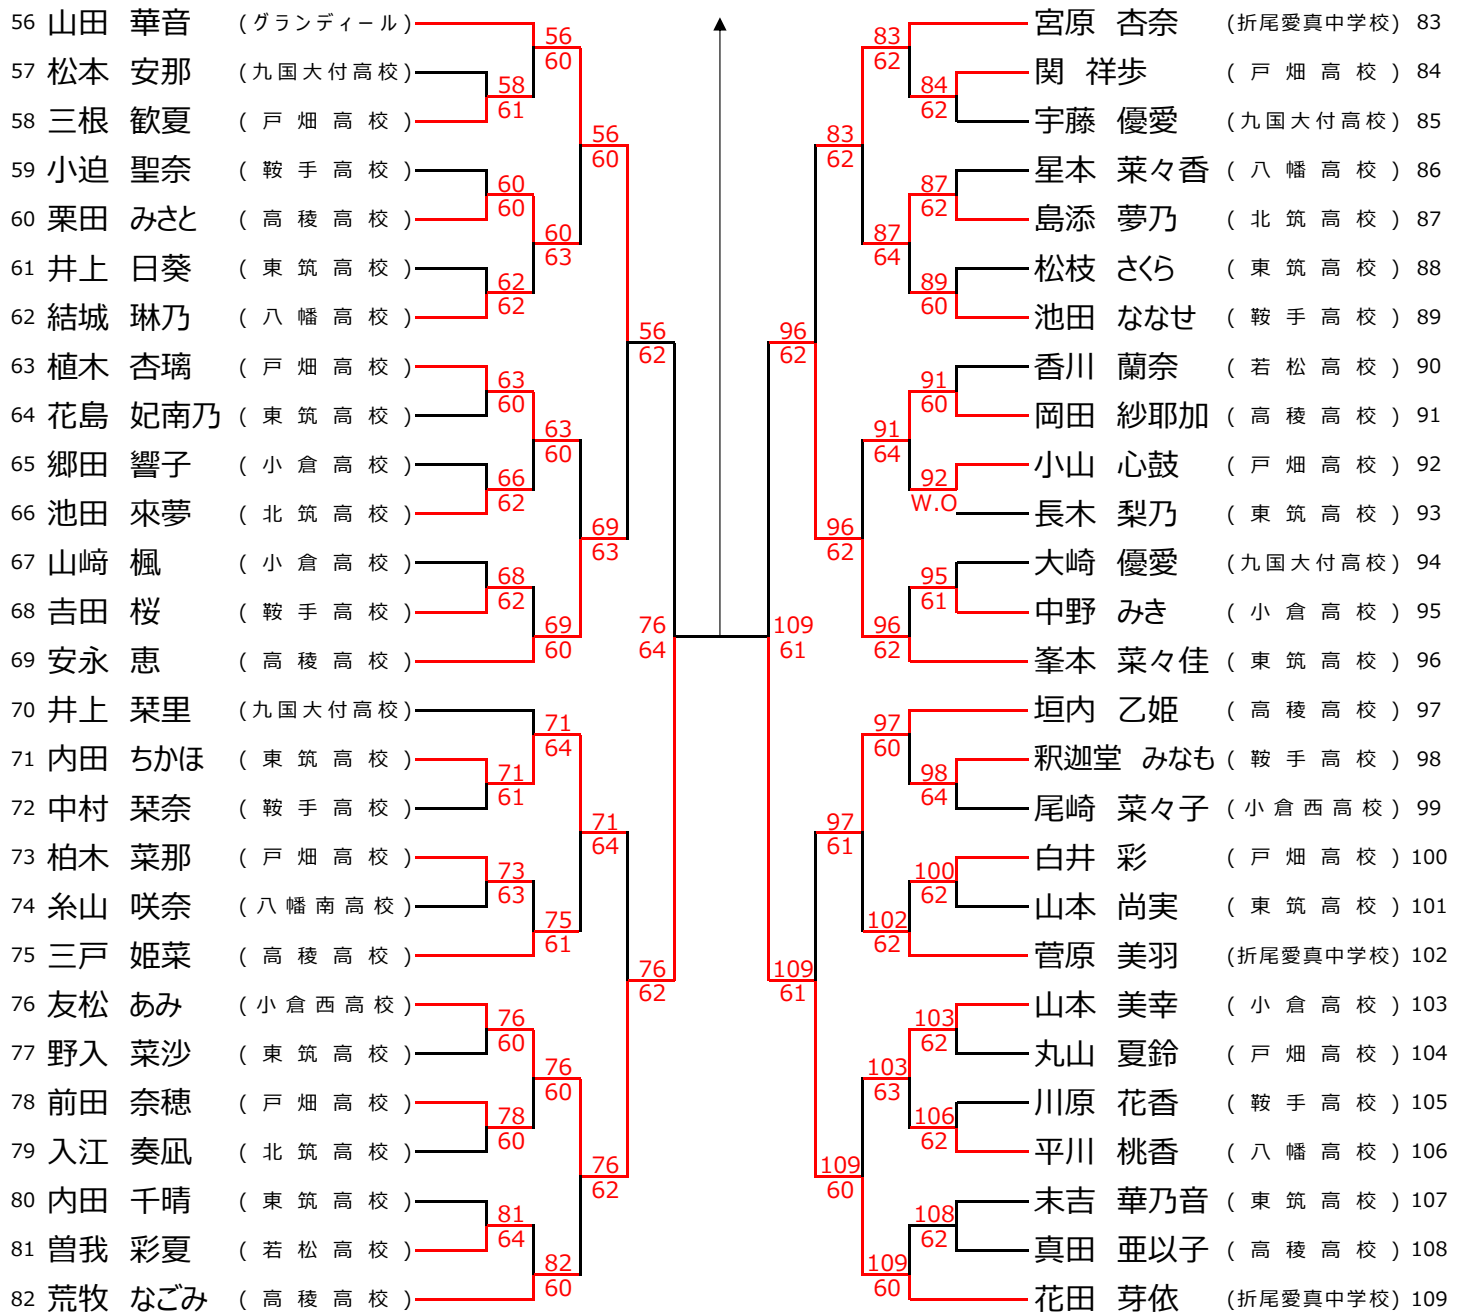 56 山田 華音 (グランディール)
57 松本 安那 (九国大付高校)
58 三根 歓夏 (戸畑高校)
59 小迫 聖奈 (鞍手高校)
60 栗田 みさと (高稜高校)
61 井上 日葵 (東筑高校)
62 結城 琳乃 (八幡高校)
63 植木 杏璃 (戸畑高校)
64 花島 妃南乃 (東筑高校)
65 郷田 響子 (小倉高校)
66 池田 來夢 (北筑高校)
67 山﨑 楓 (小倉高校)
68 吉田 桜 (鞍手高校)
69 安永 恵 (高稜高校)
70 井上 栞里 (九国大付高校)
71 内田 ちかほ (東筑高校)
72 中村 栞奈 (鞍手高校)
73 柏木 菜那 (戸畑高校)
74 糸山 咲奈 (八幡南高校)
75 三戸 姫菜 (高稜高校)
76 友松 あみ (小倉西高校)
77 野入 菜沙 (東筑高校)
78 前田 奈穂 (戸畑高校)
79 入江 奏凪 (北筑高校)
80 内田 千晴 (東筑高校)
81 曽我 彩夏 (若松高校)
82 荒牧 なごみ (高稜高校)
58
61
60
60
62
62
63
60
66
62
68
62
71
61
73
63
76
60
78
60
81
64
56
60
60
63
63
60
69
60
71
64
75
61
76
60
82
60
56
60
69
63
71
64
76
62
56
62
76
62
76
64
109
61
96
62
109
61
83
62
96
62
97
61
109
60
83
62
87
64
91
64
96
62
97
60
102
62
103
63
109
60
84
62
87
62
89
60
91
60
92
W.O
95
61
98
64
100
62
103
62
106
62
108
62
宮原 杏奈 (折尾愛真中学校) 83
関 祥歩 (戸畑高校) 84
宇藤 優愛 (九国大付高校) 85
星本 菜々香 (八幡高校) 86
島添 夢乃 (北筑高校) 87
松枝 さくら (東筑高校) 88
池田 ななせ (鞍手高校) 89
香川 蘭奈 (若松高校) 90
岡田 紗耶加 (高稜高校) 91
小山 心鼓 (戸畑高校) 92
長木 梨乃 (東筑高校) 93
大崎 優愛 (九国大付高校) 94
中野 みき (小倉高校) 95
峯本 菜々佳 (東筑高校) 96
垣内 乙姫 (高稜高校) 97
釈迦堂 みなも (鞍手高校) 98
尾崎 菜々子 (小倉西高校) 99
白井 彩 (戸畑高校) 100
山本 尚実 (東筑高校) 101
菅原 美羽 (折尾愛真中学校) 102
山本 美幸 (小倉高校) 103
丸山 夏鈴 (戸畑高校) 104
川原 花香 (鞍手高校) 105
平川 桃香 (八幡高校) 106
末吉 華乃音 (東筑高校) 107
真田 亜以子 (高稜高校) 108
花田 芽依 (折尾愛真中学校) 109